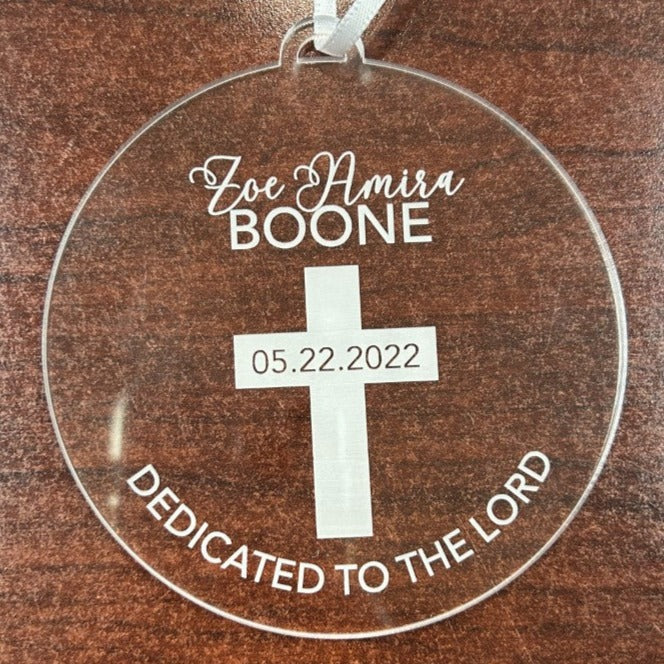 Zoe Amira
BOONE
05.22.2022
DEDICATED TO THE LORD